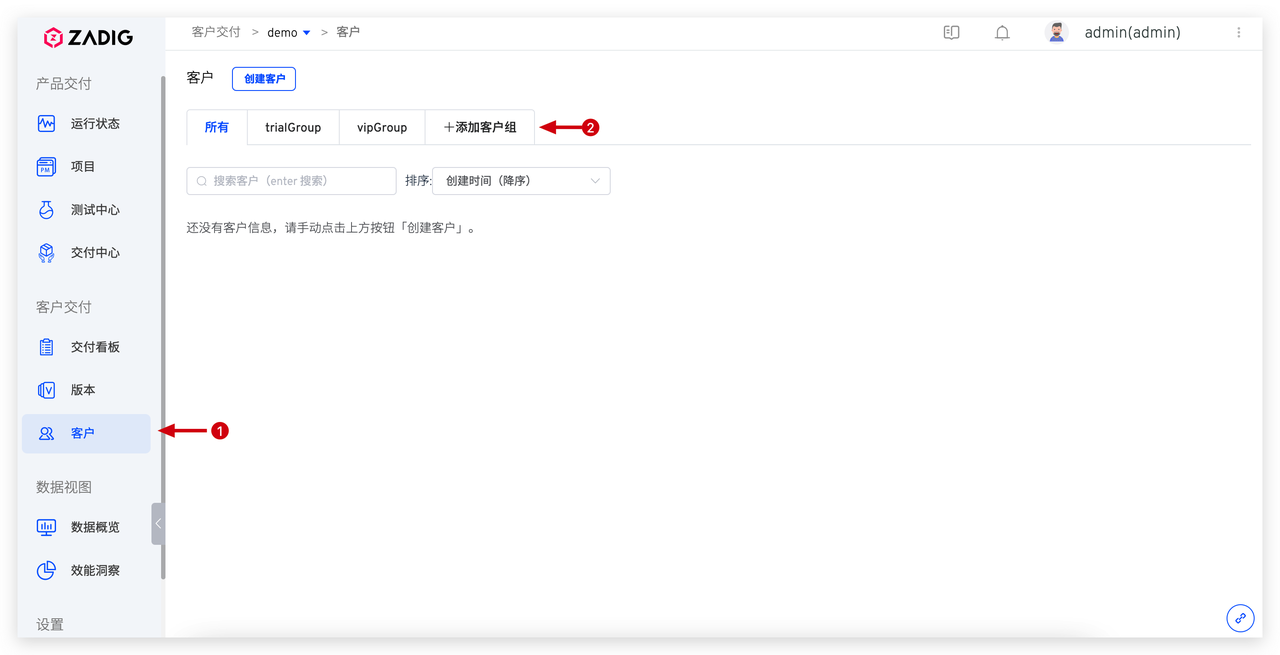 ZADIG
产品交付
运行状态
项目
测试中心
交付中心
客户交付
交付看板
版本
客户
1
数据视图
数据概览
效能洞察
设置
客户交付 > demo > 客户
admin(admin)
客户 创建客户
所有 trialGroup vipGroup +添加客户组 2
搜索客户（enter 搜索） 排序: 创建时间（降序）
还没有客户信息，请手动点击上方按钮「创建客户」。